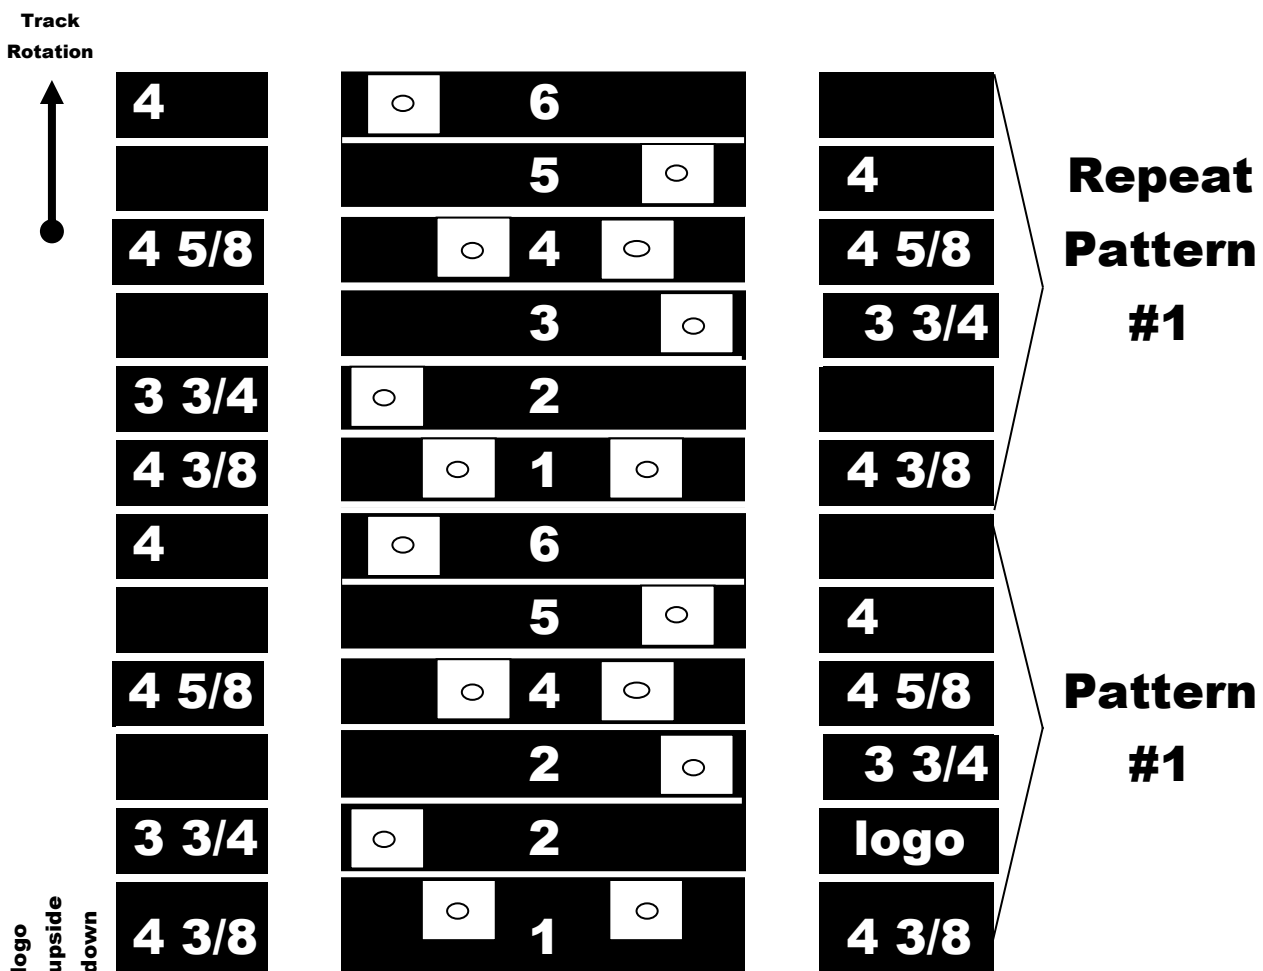 Track
Rotation
4 6
5 4
4 5/8 4 4 5/8
3 3 3/4
3 3/4 2
4 3/8 1 4 3/8
Repeat
Pattern
#1
4 6
5 4
4 5/8 4 4 5/8
2 3 3/4
3 3/4 2 logo
4 3/8 1 4 3/8
Pattern
#1
logo
upside
down